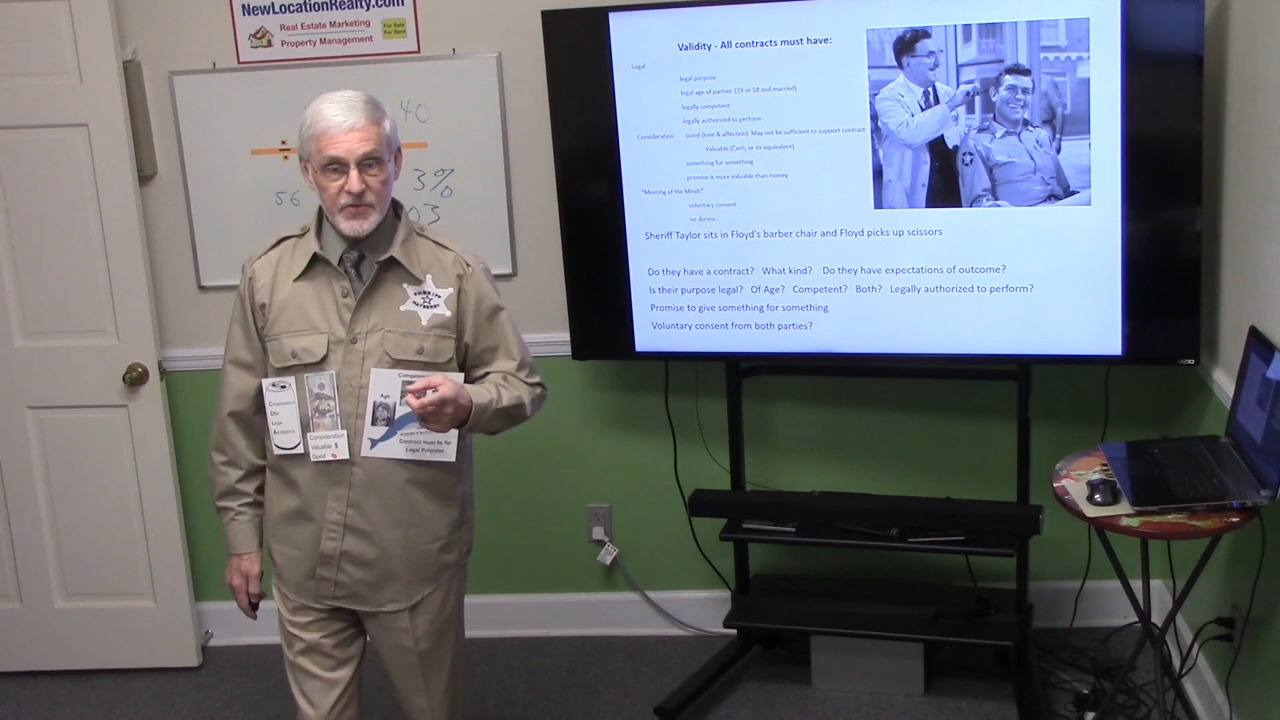 NewLocationRealty.com
Real Estate Marketing
Property Management
For Sale
For Rent
40
56
3%
03
Validity - All contracts must have:
Legal
legal purpose
legal age of parties (19 or 18 and married)
legally competent
legally authorized to perform
Consideration Good (love & affection) May not be sufficient to support contract
Valuable (Cash, or its equivalent)
something for something
promise is more valuable than money
"Meeting of the Minds"
voluntary consent
no duress
Sheriff Taylor sits in Floyd's barber chair and Floyd picks up scissors
Do they have a contract? What kind? Do they have expectations of outcome?
Is their purpose legal? Of Age? Competent? Both? Legally authorized to perform?
Promise to give something for something
Voluntary consent from both parties?
VIZIO
SHERIFF
MAYBERRY
Consideration
Legal
Consideration
Valuable $
Good
Age
Contract must be for
Legal Purpose